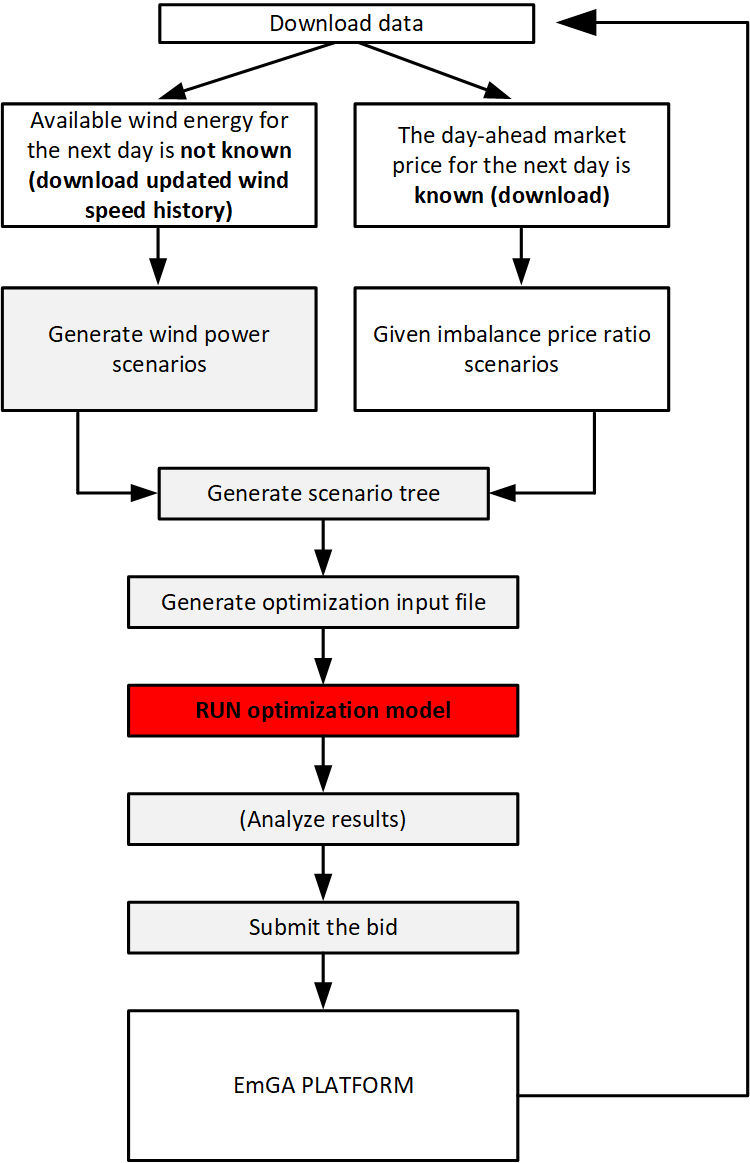 Download data
Available wind energy for
the next day is not known
(download updated wind
speed history)
The day-ahead market
price for the next day is
known (download)
Generate wind power
scenarios
Given imbalance price ratio
scenarios
Generate scenario tree
Generate optimization input file
RUN optimization model
(Analyze results)
Submit the bid
EmGA PLATFORM